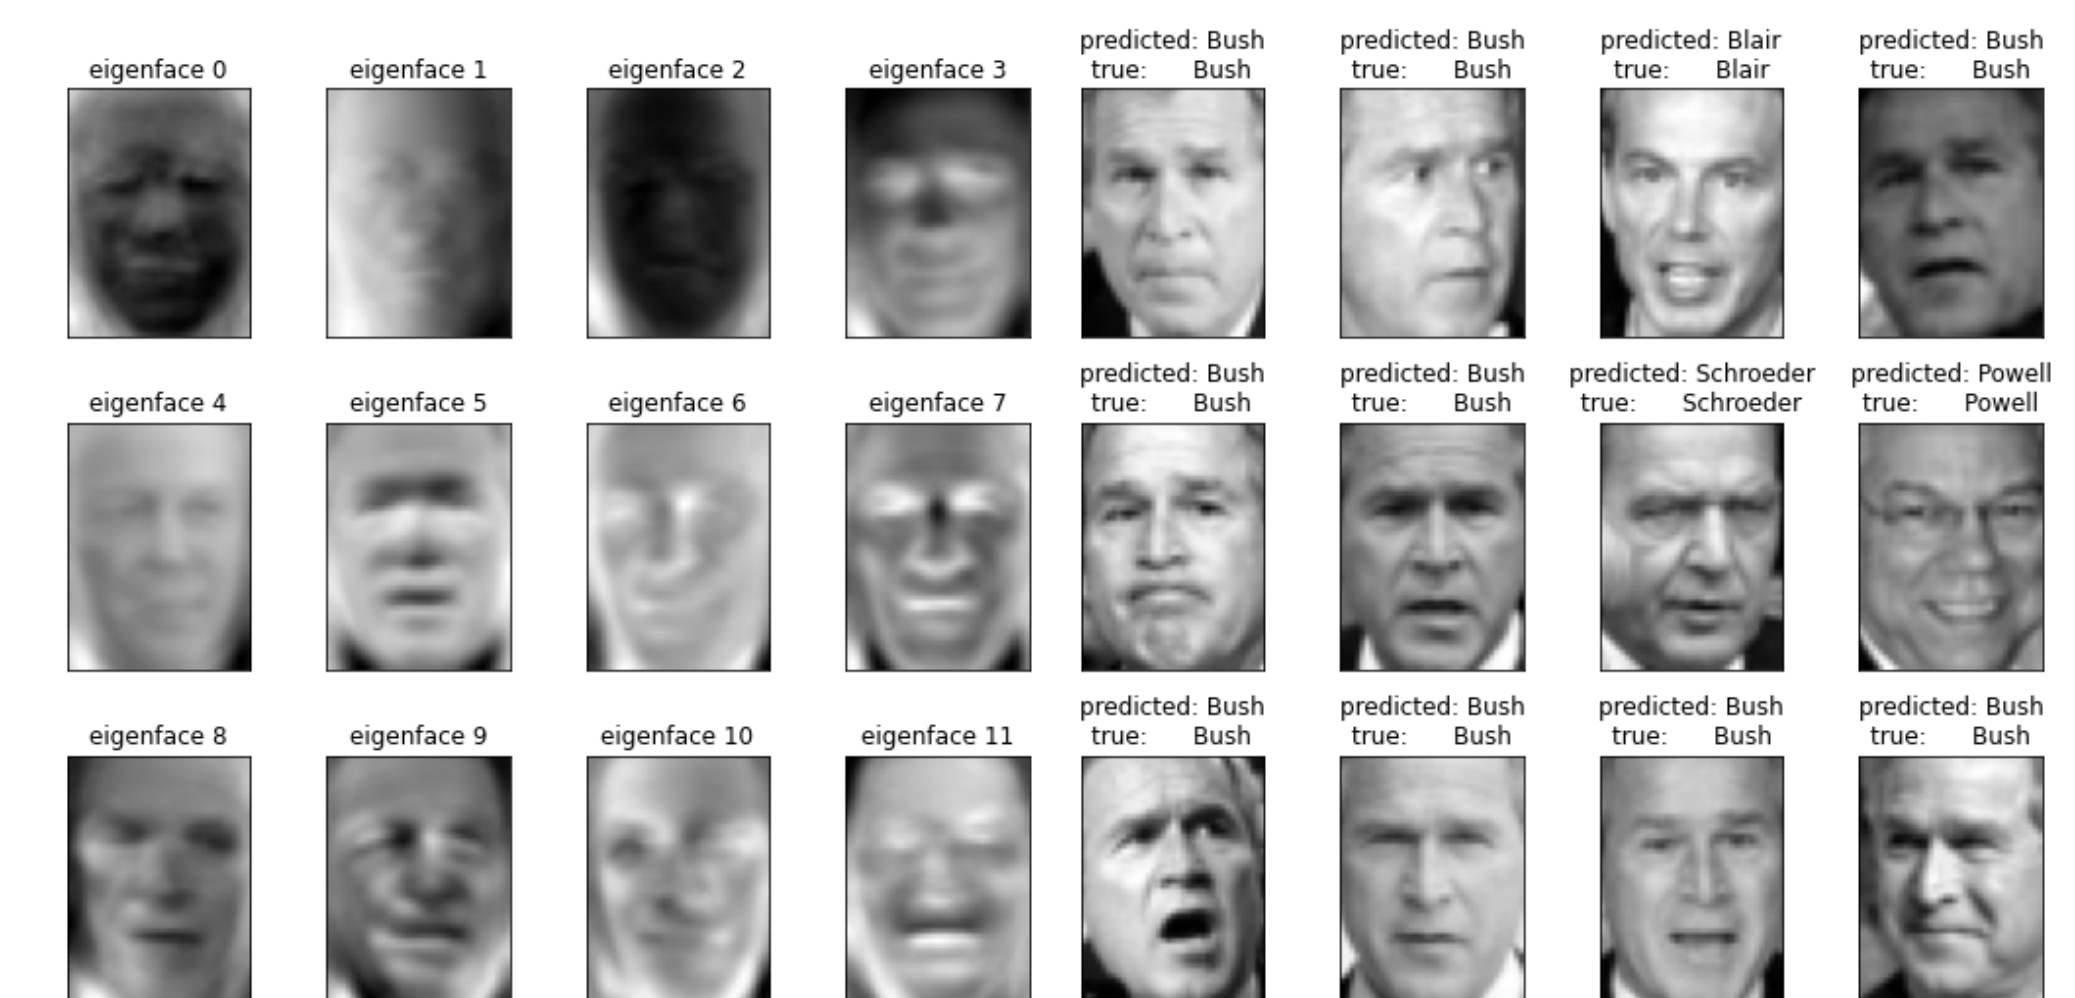 eigenface 0
eigenface 1
eigenface 2
eigenface 3
predicted: Bush
true: Bush
predicted: Bush
true: Bush
predicted: Blair
true: Blair
predicted: Bush
true: Bush
eigenface 4
eigenface 5
eigenface 6
eigenface 7
predicted: Bush
true: Bush
predicted: Bush
true: Bush
predicted: Schroeder
true: Schroeder
predicted: Powell
true: Powell
eigenface 8
eigenface 9
eigenface 10
eigenface 11
predicted: Bush
true: Bush
predicted: Bush
true: Bush
predicted: Bush
true: Bush
predicted: Bush
true: Bush